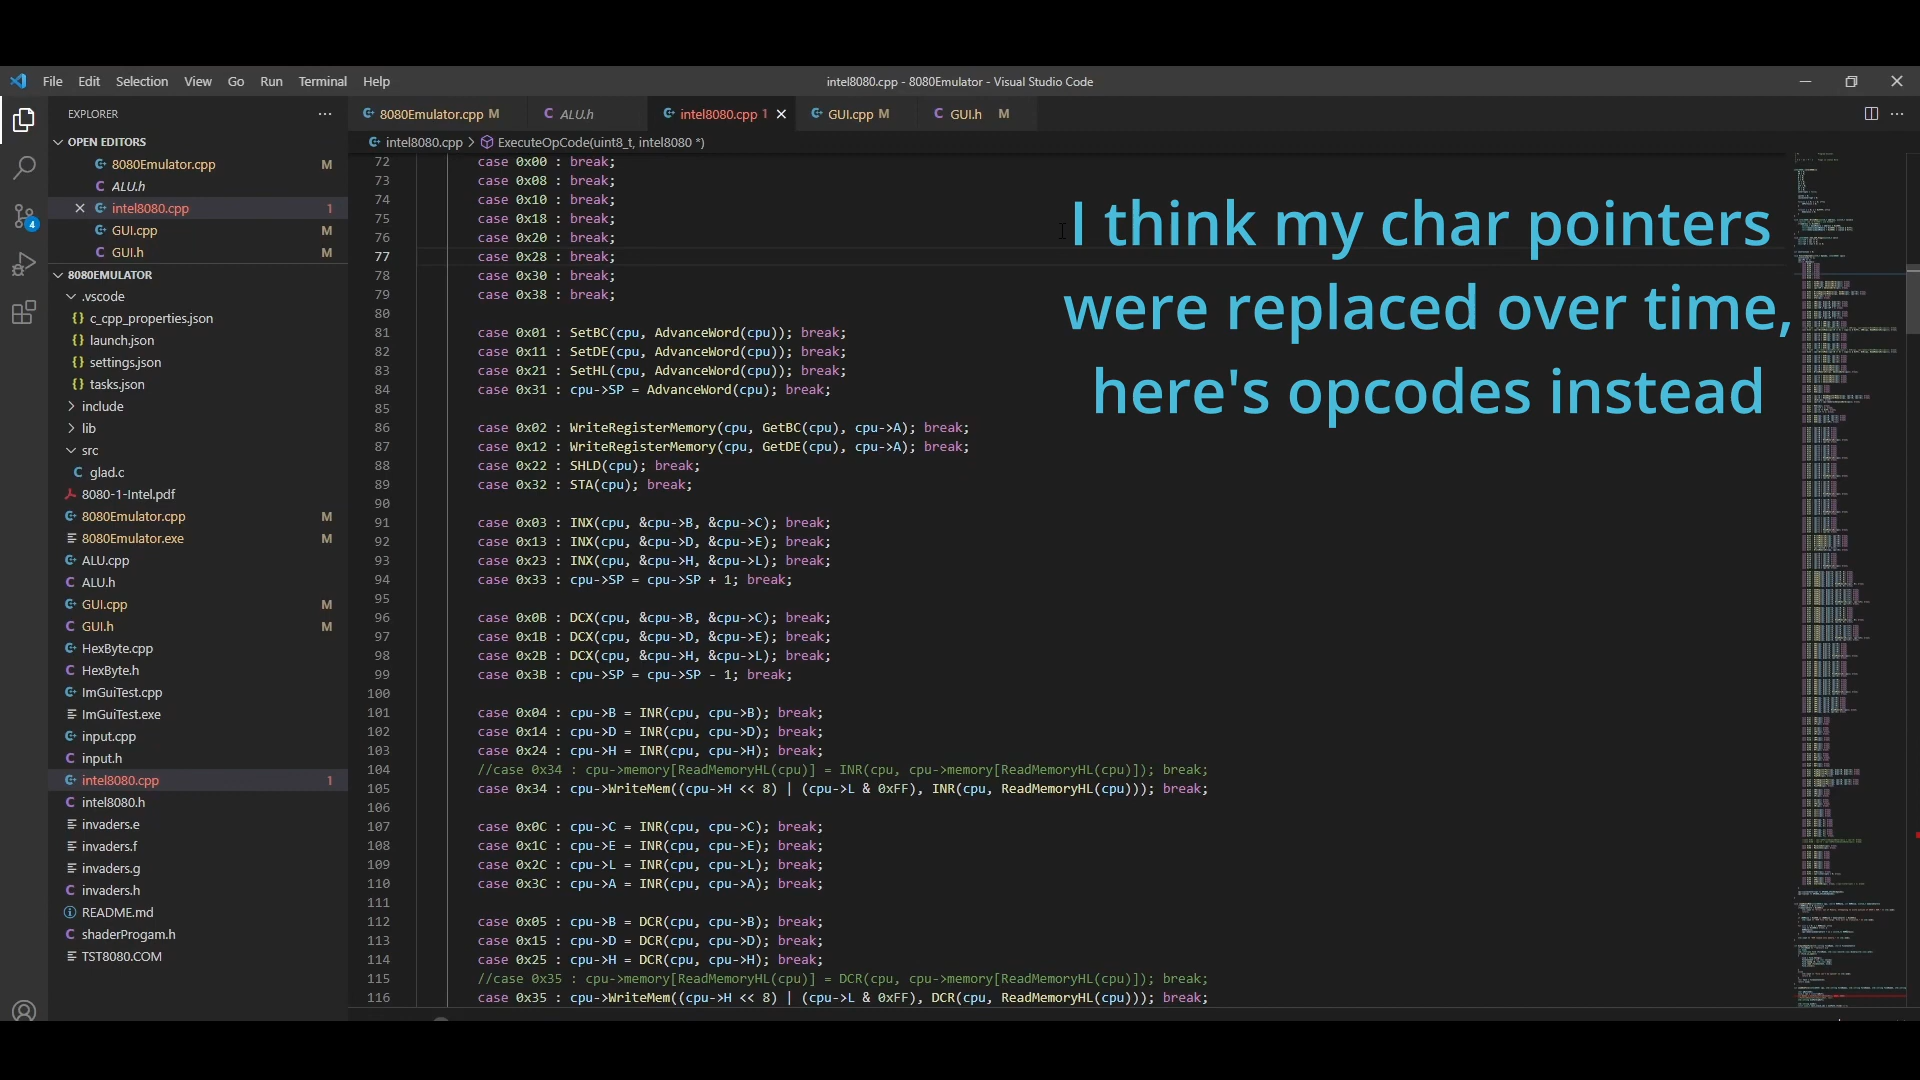 File Edit Selection View Go Run Terminal Help
intel8080.cpp - 8080Emulator - Visual Studio Code
EXPLORER
OPEN EDITORS
8080Emulator.cpp M
ALU.h
intel8080.cpp 1
GUI.cpp M
GUI.h M
4
8080EMULATOR
.vscode
{} c_cpp_properties.json
{} launch.json
{} settings.json
{} tasks.json
include
lib
src
C glad.c
8080-1-Intel.pdf
8080Emulator.cpp M
8080Emulator.exe M
ALU.cpp
C ALU.h
GUI.cpp M
C GUI.h M
HexByte.cpp
C HexByte.h
ImGuiTest.cpp
ImGuiTest.exe
input.cpp
C input.h
intel8080.cpp 1
C intel8080.h
invaders.e
invaders.f
invaders.g
C invaders.h
README.md
C shaderProgam.h
TST8080.COM
8080Emulator.cpp M C ALU.h intel8080.cpp 1 GUI.cpp M C GUI.h M
intel8080.cpp > ExecuteOpCode(uint8_t, intel8080 *)
72 case 0x00 : break;
73 case 0x08 : break;
74 case 0x10 : break;
75 case 0x18 : break;
76 case 0x20 : break;
77 case 0x28 : break;
78 case 0x30 : break;
79 case 0x38 : break;
80
81 case 0x01 : SetBC(cpu, AdvanceWord(cpu)); break;
82 case 0x11 : SetDE(cpu, AdvanceWord(cpu)); break;
83 case 0x21 : SetHL(cpu, AdvanceWord(cpu)); break;
84 case 0x31 : cpu->SP = AdvanceWord(cpu); break;
85
86 case 0x02 : WriteRegisterMemory(cpu, GetBC(cpu), cpu->A); break;
87 case 0x12 : WriteRegisterMemory(cpu, GetDE(cpu), cpu->A); break;
88 case 0x22 : SHLD(cpu); break;
89 case 0x32 : STA(cpu); break;
90
91 case 0x03 : INX(cpu, &cpu->B, &cpu->C); break;
92 case 0x13 : INX(cpu, &cpu->D, &cpu->E); break;
93 case 0x23 : INX(cpu, &cpu->H, &cpu->L); break;
94 case 0x33 : cpu->SP = cpu->SP + 1; break;
95
96 case 0x0B : DCX(cpu, &cpu->B, &cpu->C); break;
97 case 0x1B : DCX(cpu, &cpu->D, &cpu->E); break;
98 case 0x2B : DCX(cpu, &cpu->H, &cpu->L); break;
99 case 0x3B : cpu->SP = cpu->SP - 1; break;
100
101 case 0x04 : cpu->B = INR(cpu, cpu->B); break;
102 case 0x14 : cpu->D = INR(cpu, cpu->D); break;
103 case 0x24 : cpu->H = INR(cpu, cpu->H); break;
104 //case 0x34 : cpu->memory[ReadMemoryHL(cpu)] = INR(cpu, cpu->memory[ReadMemoryHL(cpu)]); break;
105 case 0x34 : cpu->WriteMem((cpu->H << 8) | (cpu->L & 0xFF), INR(cpu, ReadMemoryHL(cpu))); break;
106
107 case 0x0C : cpu->C = INR(cpu, cpu->C); break;
108 case 0x1C : cpu->E = INR(cpu, cpu->E); break;
109 case 0x2C : cpu->L = INR(cpu, cpu->L); break;
110 case 0x3C : cpu->A = INR(cpu, cpu->A); break;
111
112 case 0x05 : cpu->B = DCR(cpu, cpu->B); break;
113 case 0x15 : cpu->D = DCR(cpu, cpu->D); break;
114 case 0x25 : cpu->H = DCR(cpu, cpu->H); break;
115 //case 0x35 : cpu->memory[ReadMemoryHL(cpu)] = DCR(cpu, cpu->memory[ReadMemoryHL(cpu)]); break;
116 case 0x35 : cpu->WriteMem((cpu->H << 8) | (cpu->L & 0xFF), DCR(cpu, ReadMemoryHL(cpu))); break;
I think my char pointers
were replaced over time,
here's opcodes instead